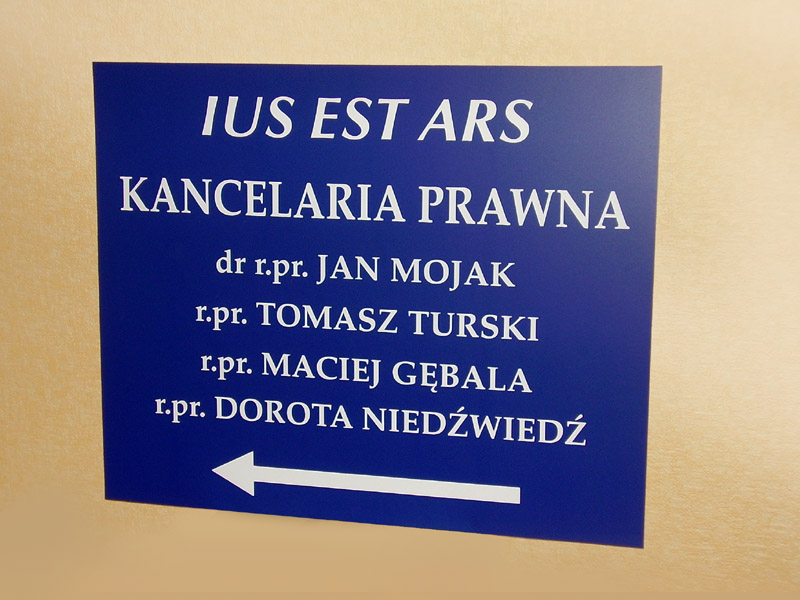 IUS EST ARS
KANCELARIA PRAWNA
dr r.pr. JAN MOJAK
r.pr. TOMASZ TURSKI
r.pr. MACIEJ GĘBALA
r.pr. DOROTA NIEDŹWIEDŹ